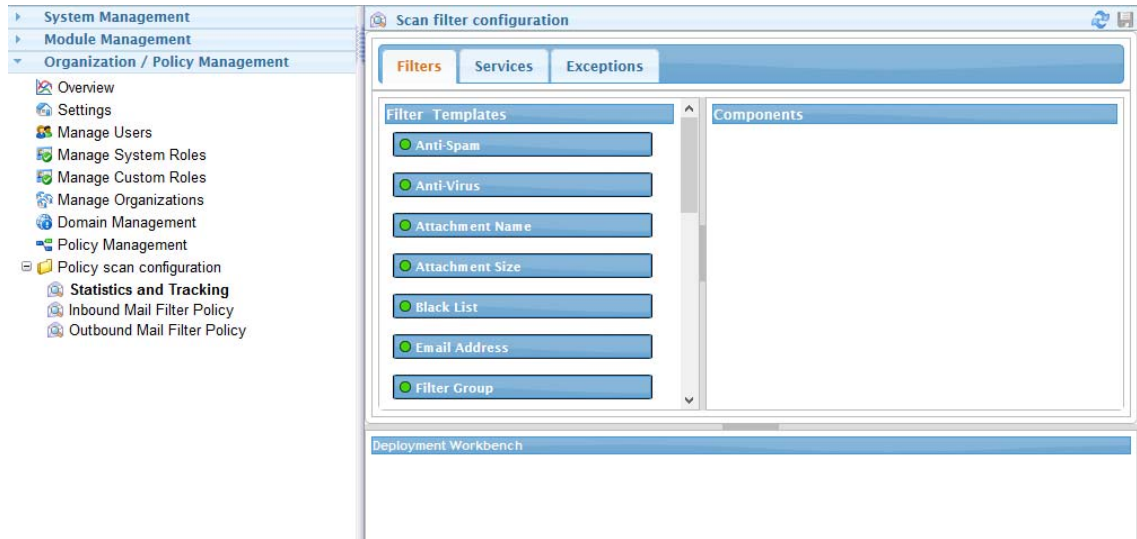 System Management
Module Management
Organization / Policy Management
Overview
Settings
Manage Users
Manage System Roles
Manage Custom Roles
Manage Organizations
Domain Management
Policy Management
Policy scan configuration
Statistics and Tracking
Inbound Mail Filter Policy
Outbound Mail Filter Policy
Scan filter configuration
Filters Services Exceptions
Filter Templates
Anti-Spam
Anti-Virus
Attachment Name
Attachment Size
Black List
Email Address
Filter Group
Components
Deployment Workbench